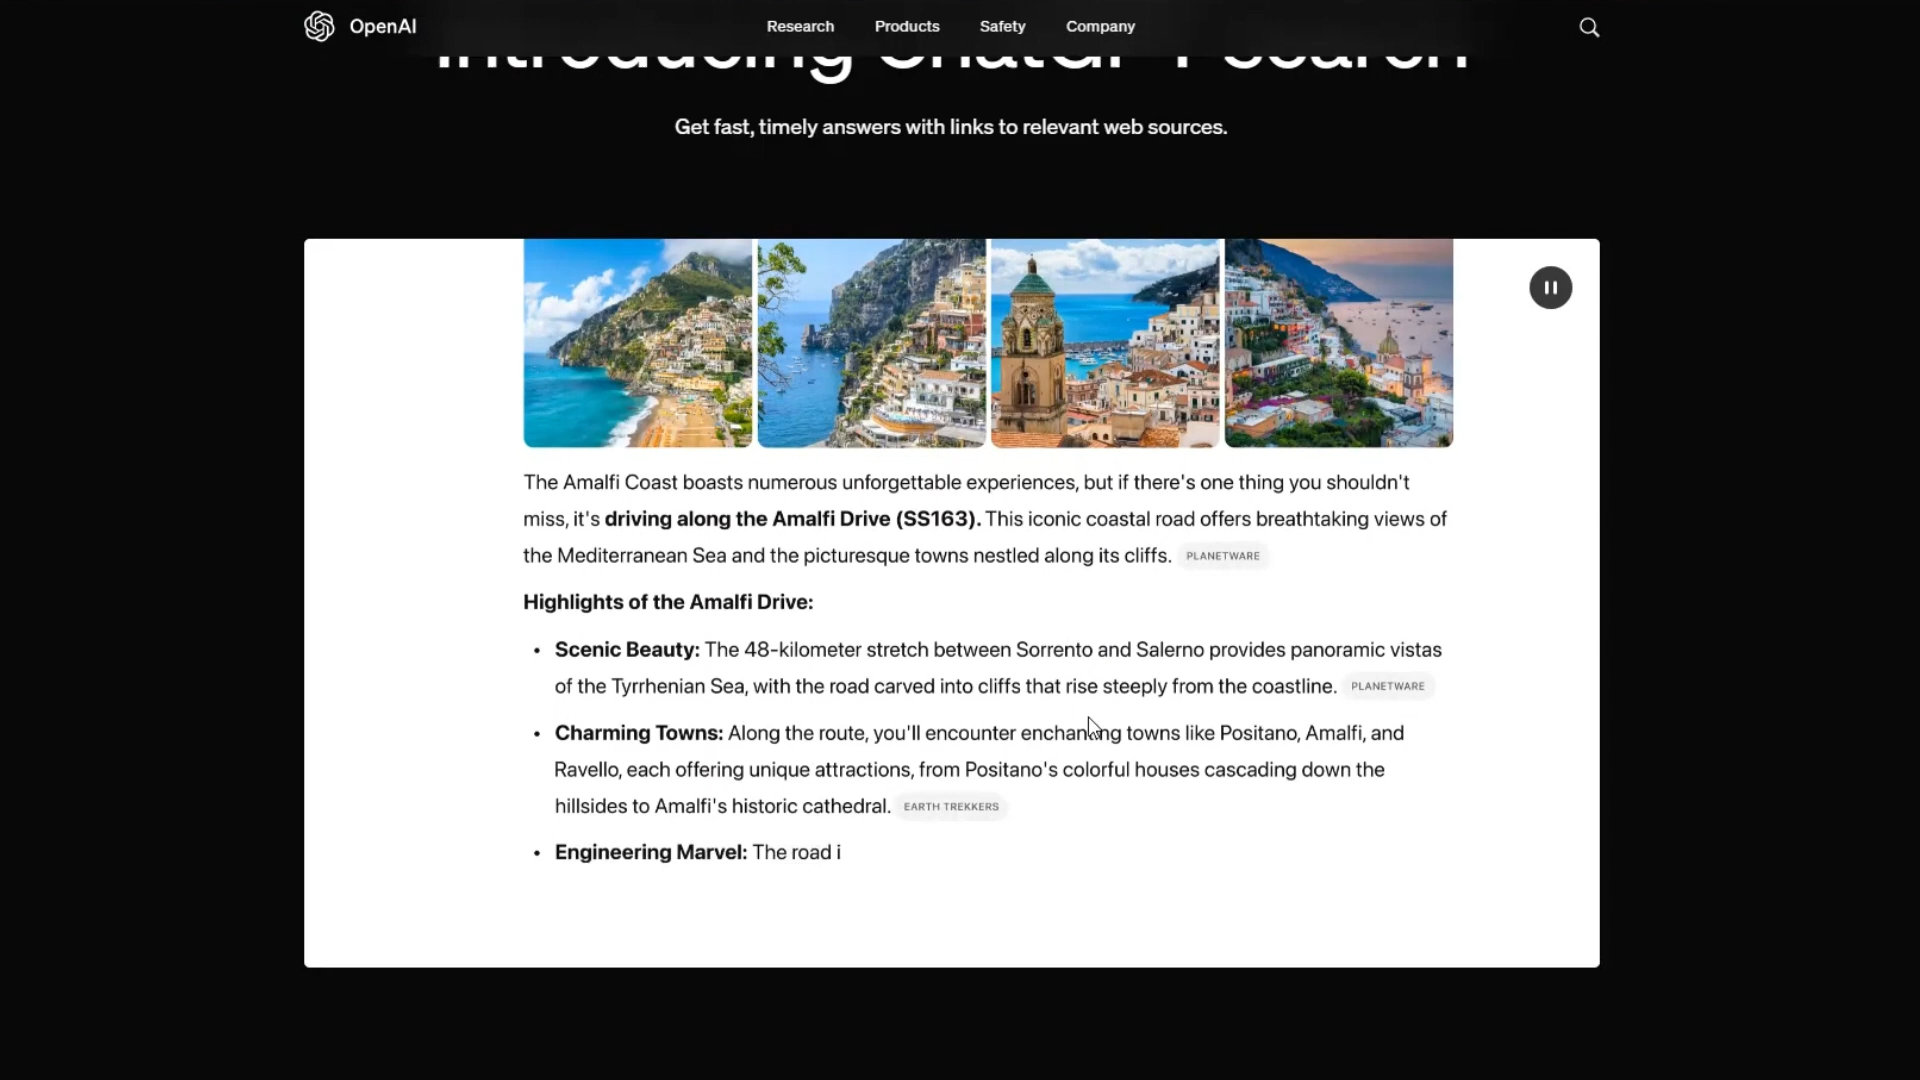 OpenAI
Research Products Safety Company
Introducing ChatGPT search
Get fast, timely answers with links to relevant web sources.
The Amalfi Coast boasts numerous unforgettable experiences, but if there's one thing you shouldn't
miss, it's driving along the Amalfi Drive (SS163). This iconic coastal road offers breathtaking views of
the Mediterranean Sea and the picturesque towns nestled along its cliffs. PLANETWARE
Highlights of the Amalfi Drive:
• Scenic Beauty: The 48-kilometer stretch between Sorrento and Salerno provides panoramic vistas
of the Tyrrhenian Sea, with the road carved into cliffs that rise steeply from the coastline. PLANETWARE
• Charming Towns: Along the route, you'll encounter enchanting towns like Positano, Amalfi, and
Ravello, each offering unique attractions, from Positano's colorful houses cascading down the
hillsides to Amalfi's historic cathedral. EARTH TREKKERS
• Engineering Marvel: The road i